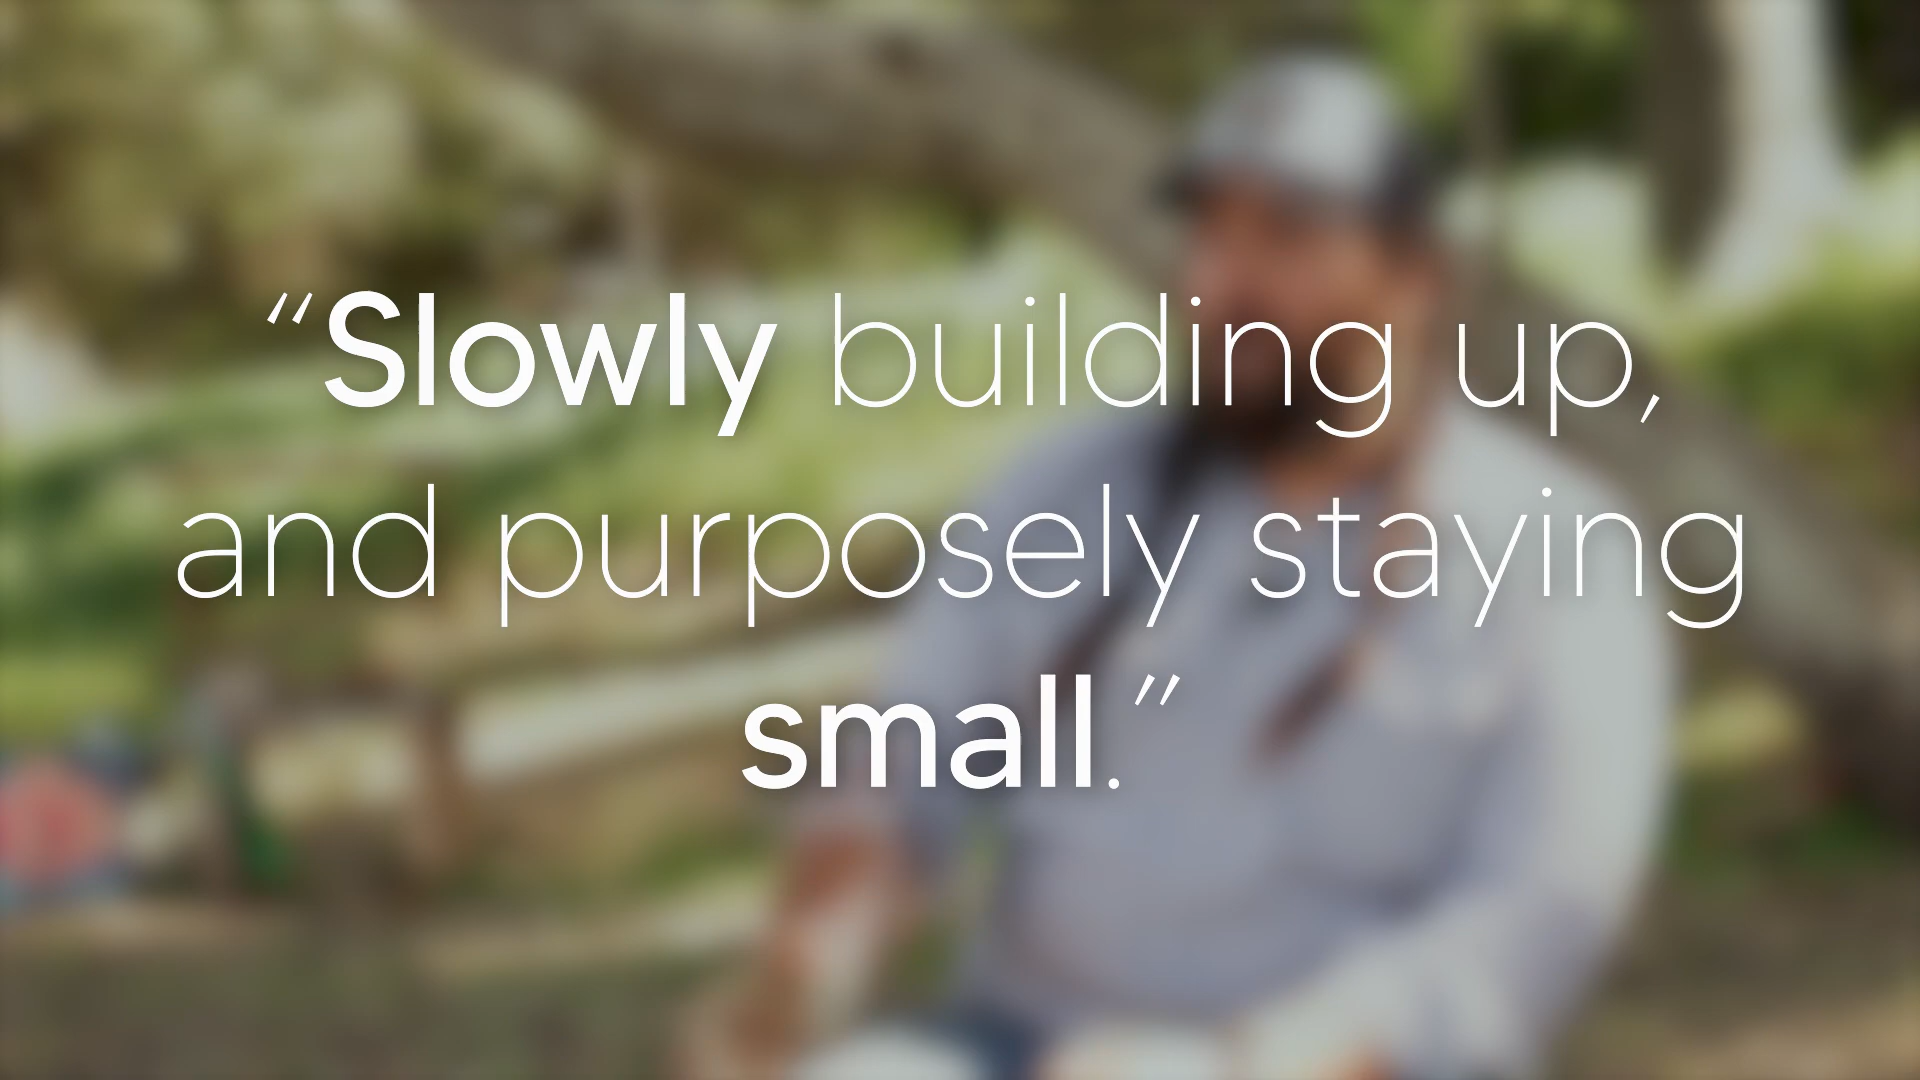 “Slowly building up,
and purposely staying
small.”